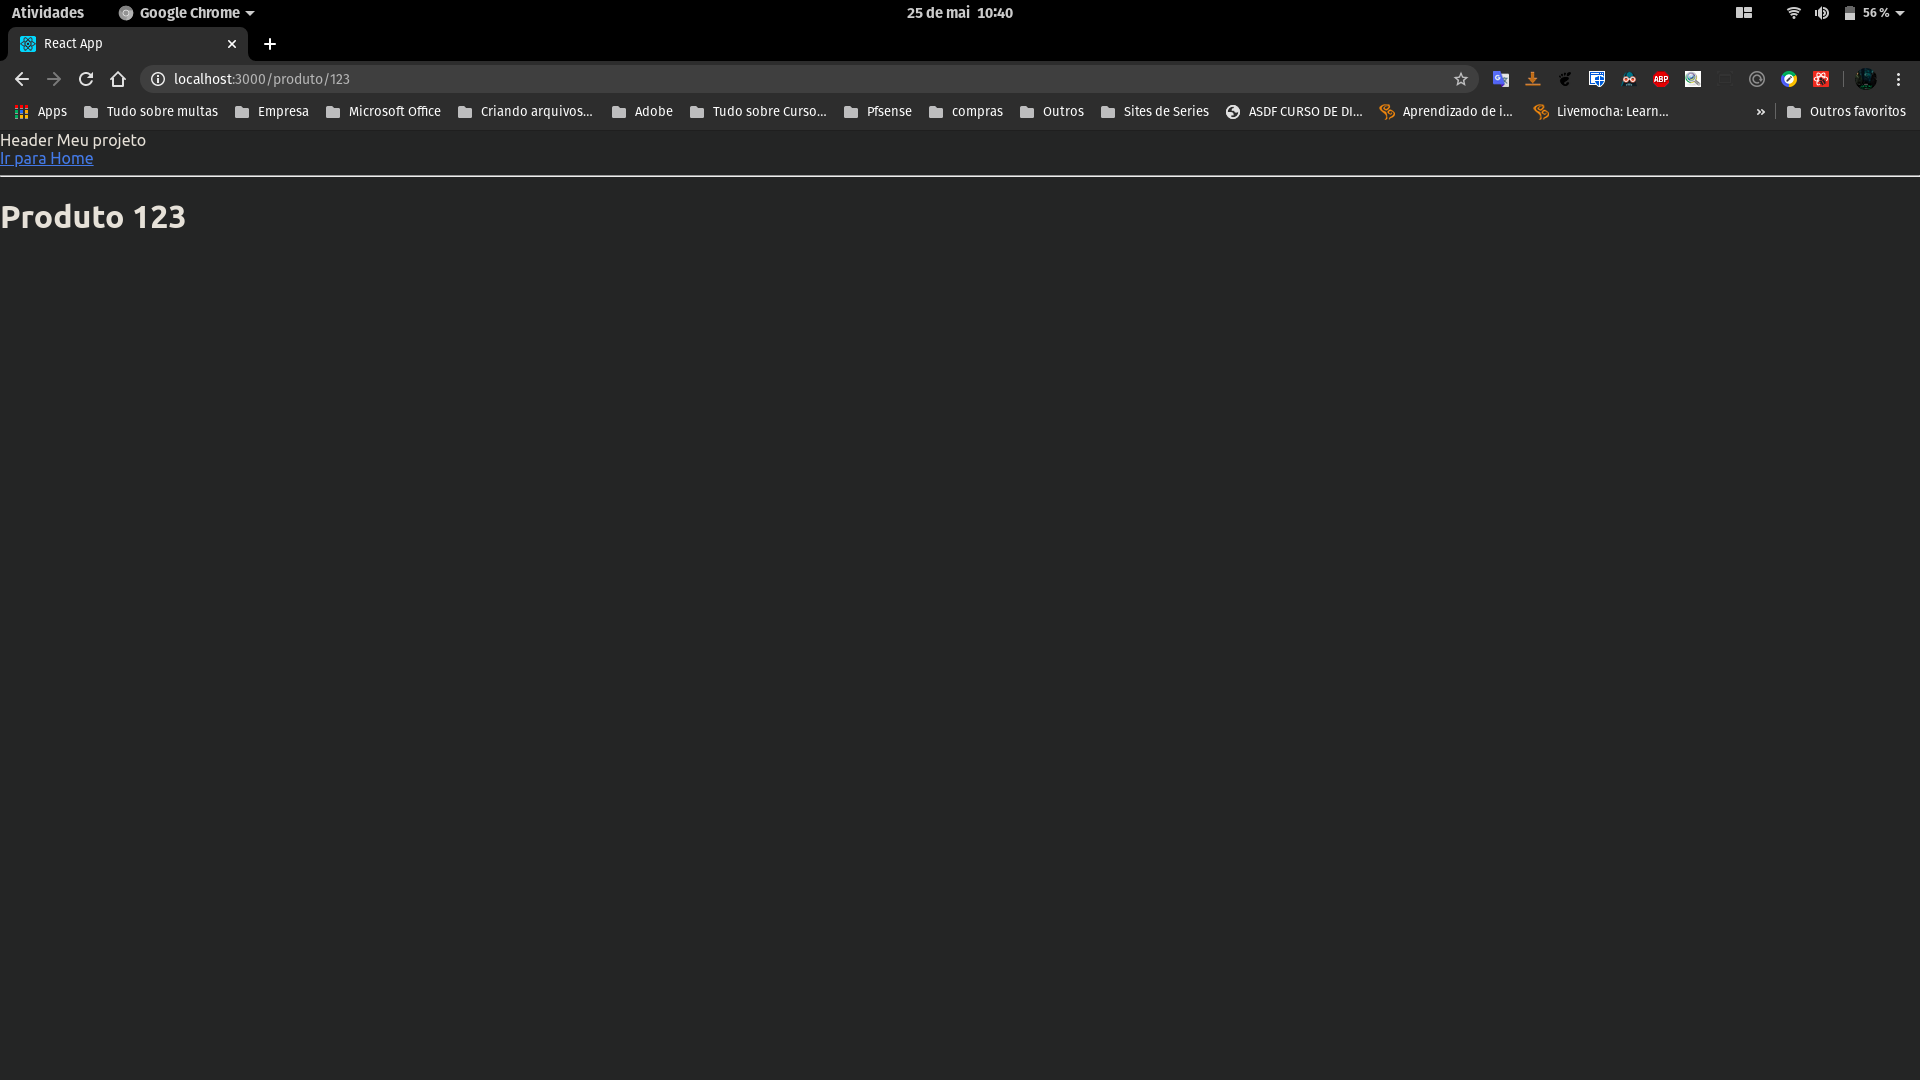 Atividades Google Chrome 25 de mai 10:40 56 %
React App
localhost:3000/produto/123 ABP
Apps Tudo sobre multas Empresa Microsoft Office Criando arquivos... Adobe Tudo sobre Curso... Pfsense compras Outros Sites de Series ASDF CURSO DE DI... Aprendizado de i... Livemocha: Learn... » Outros favoritos
Header Meu projeto
Ir para Home
Produto 123